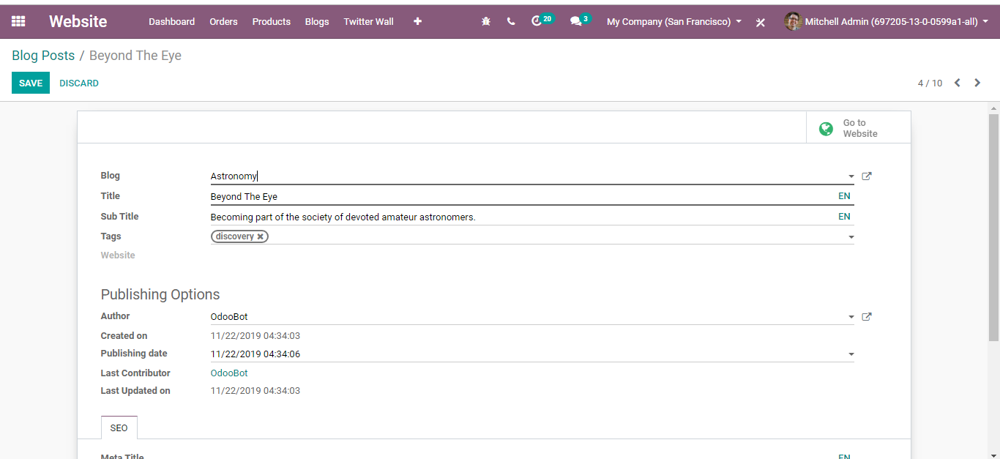 Website Dashboard Orders Products Blogs Twitter Wall 20 3 My Company (San Francisco) Mitchell Admin (697205-13-0-0599a1-all)
Blog Posts / Beyond The Eye
SAVE DISCARD 4 / 10
Go to
Website
Blog Astronomy
Title Beyond The Eye EN
Sub Title Becoming part of the society of devoted amateur astronomers. EN
Tags discovery
Website
Publishing Options
Author OdooBot
Created on 11/22/2019 04:34:03
Publishing date 11/22/2019 04:34:06
Last Contributor OdooBot
Last Updated on 11/22/2019 04:34:03
SEO
Meta Title EN